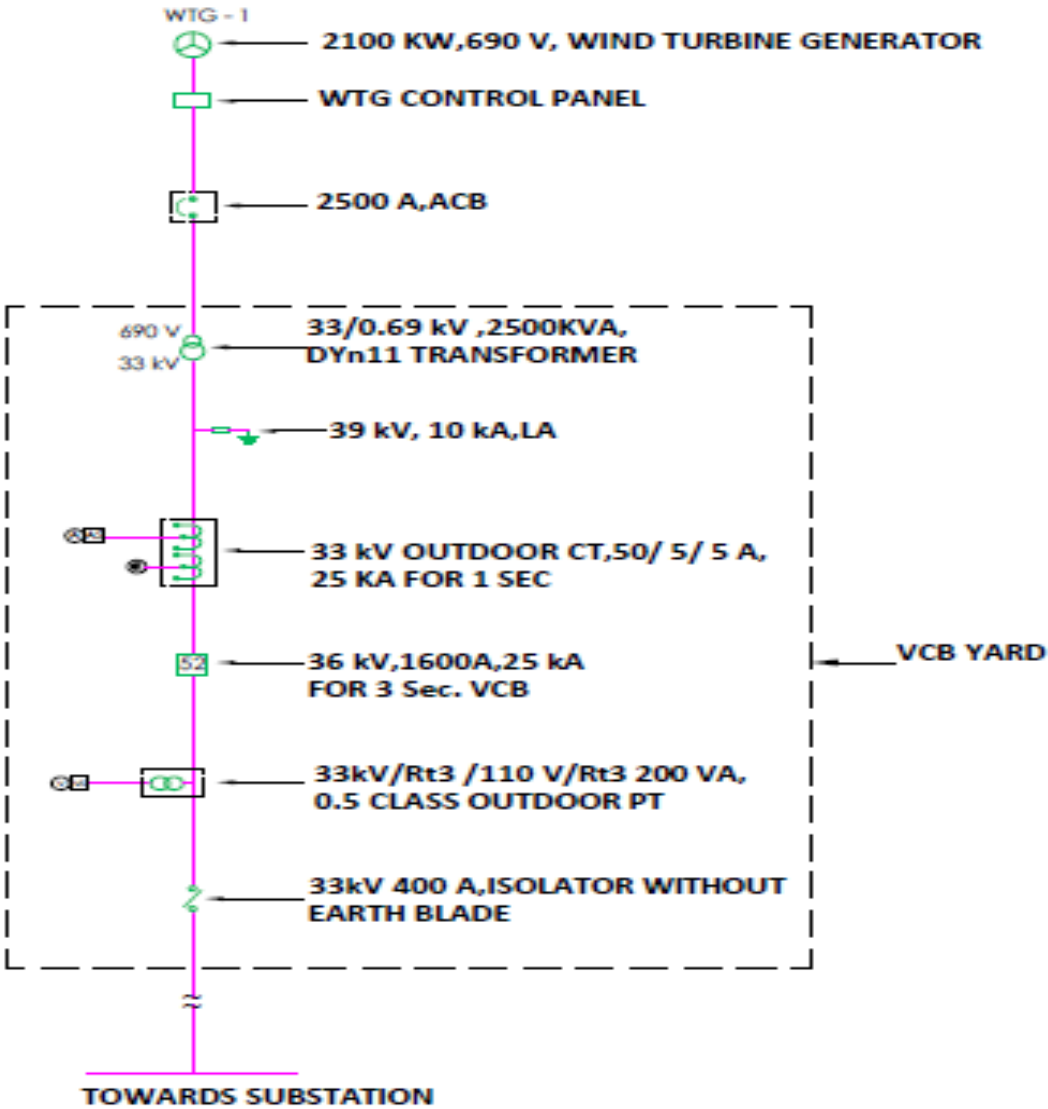 WTG - 1
2100 KW,690 V, WIND TURBINE GENERATOR
WTG CONTROL PANEL
2500 A,ACB
690 V
33 kV
33/0.69 kV ,2500KVA,
DYn11 TRANSFORMER
39 kV, 10 kA,LA
33 kV OUTDOOR CT,50/ 5/ 5 A,
25 KA FOR 1 SEC
52
36 kV,1600A,25 kA
FOR 3 Sec. VCB
VCB YARD
33kV/Rt3 /110 V/Rt3 200 VA,
0.5 CLASS OUTDOOR PT
33kV 400 A,ISOLATOR WITHOUT
EARTH BLADE
TOWARDS SUBSTATION